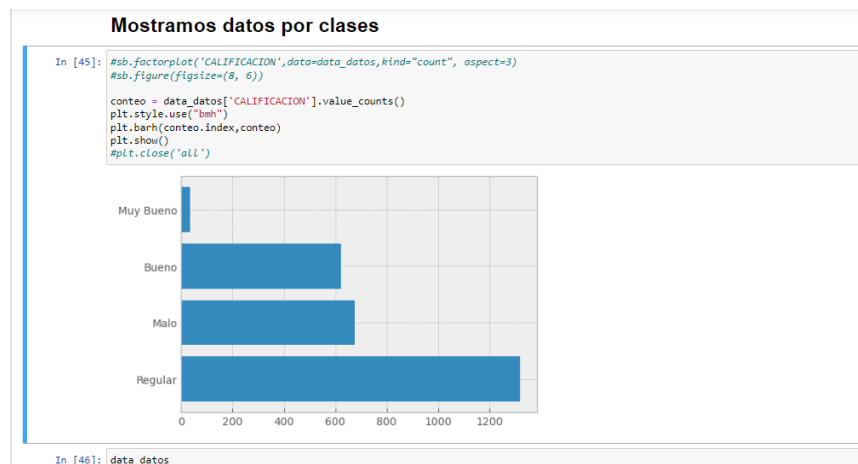 Mostramos datos por clases
In [45]: #sb.factorplot('CALIFICACION',data=data_datos,kind="count", aspect=3)
#sb.figure(figsize=(8, 6))
conteo = data_datos['CALIFICACION'].value_counts()
plt.style.use("bmh")
plt.barh(conteo.index,conteo)
plt.show()
#plt.close('all')
Muy Bueno
Bueno
Malo
Regular
0 200 400 600 800 1000 1200
In [46]: data datos